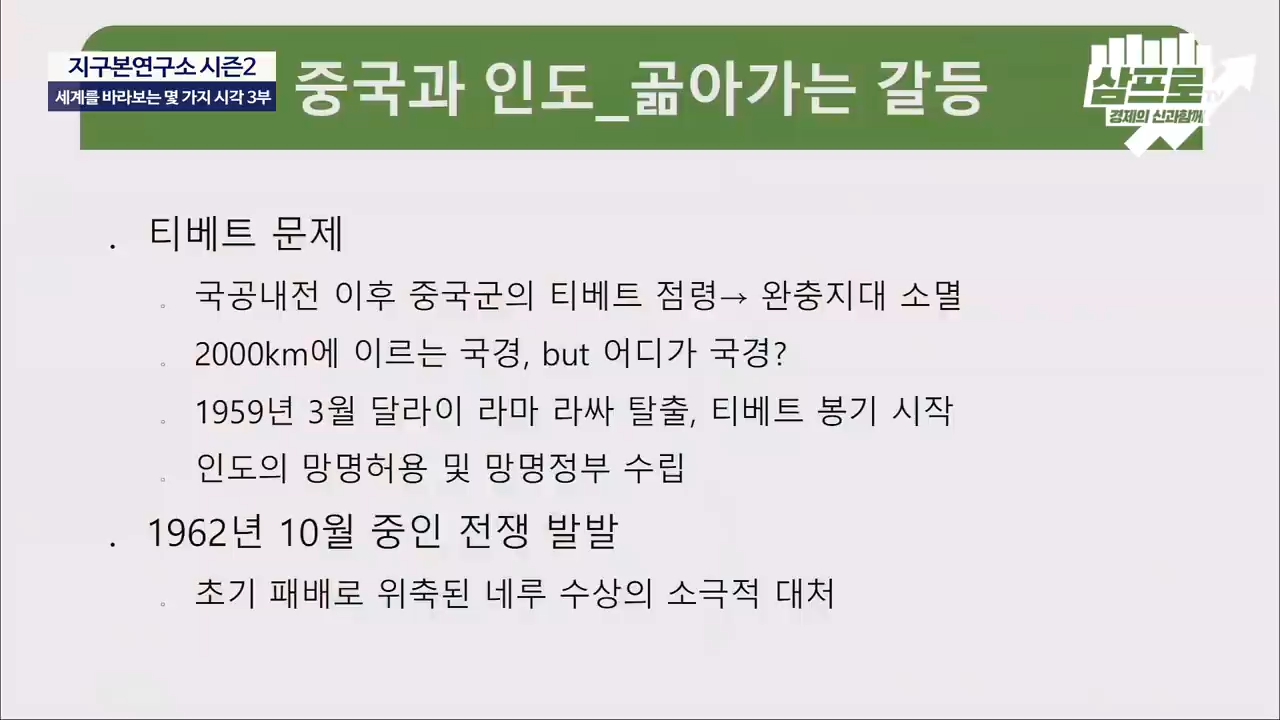 지구본연구소 시즌2
세계를 바라보는 몇 가지 시각 3부
중국과 인도_곪아가는 갈등
삼프로TV
경제의 신과함께
. 티베트 문제
국공내전 이후 중국군의 티베트 점령→ 완충지대 소멸
2000km에 이르는 국경, but 어디가 국경?
1959년 3월 달라이 라마 라싸 탈출, 티베트 봉기 시작
인도의 망명허용 및 망명정부 수립
. 1962년 10월 중인 전쟁 발발
초기 패배로 위축된 네루 수상의 소극적 대처